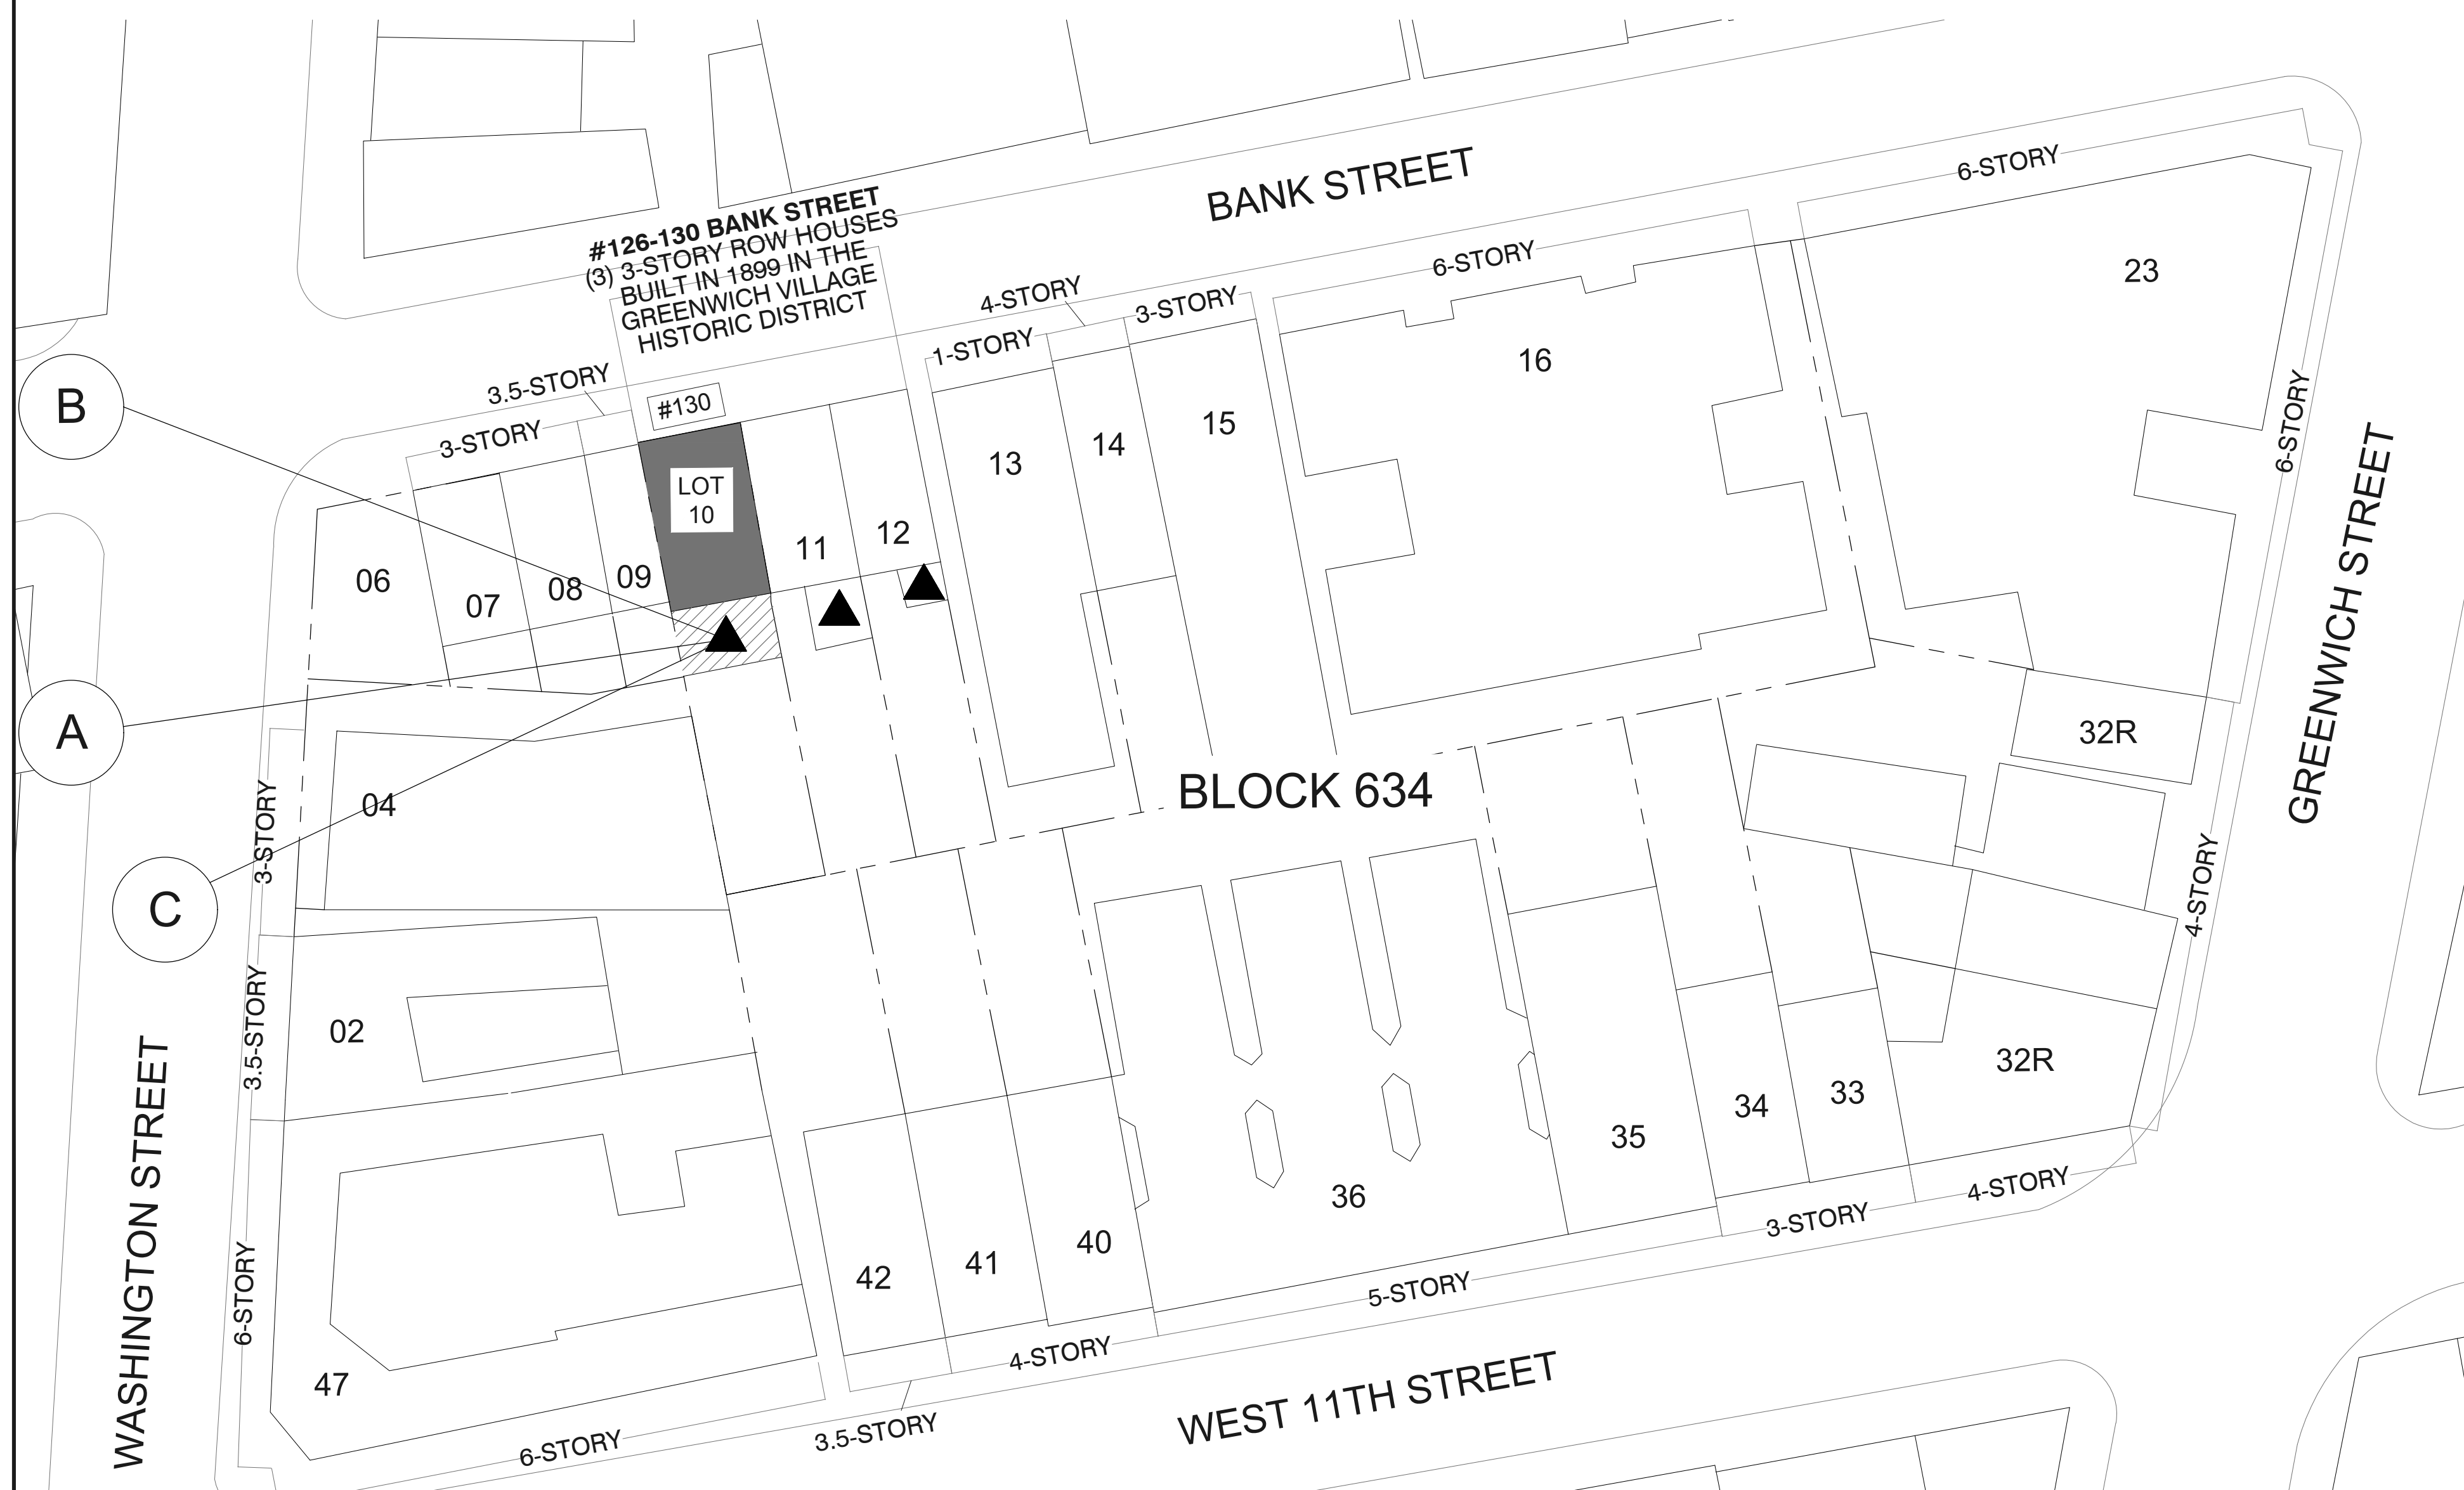 BANK STREET
6-STORY
#126-130 BANK STREET
(3) 3-STORY ROW HOUSES
BUILT IN 1899 IN THE
GREENWICH VILLAGE
HISTORIC DISTRICT
6-STORY
23
4-STORY
3-STORY
1-STORY
16
3.5-STORY
#130
B
3-STORY
6-STORY
15
14
13
LOT
10
12
11
09
08
07
06
GREENWICH STREET
A
32R
BLOCK 634
04
3-STORY
C
4-STORY
3.5-STORY
02
32R
33
34
35
36
WASHINGTON STREET
4-STORY
3-STORY
40
41
42
6-STORY
5-STORY
4-STORY
47
WEST 11TH STREET
3.5-STORY
6-STORY